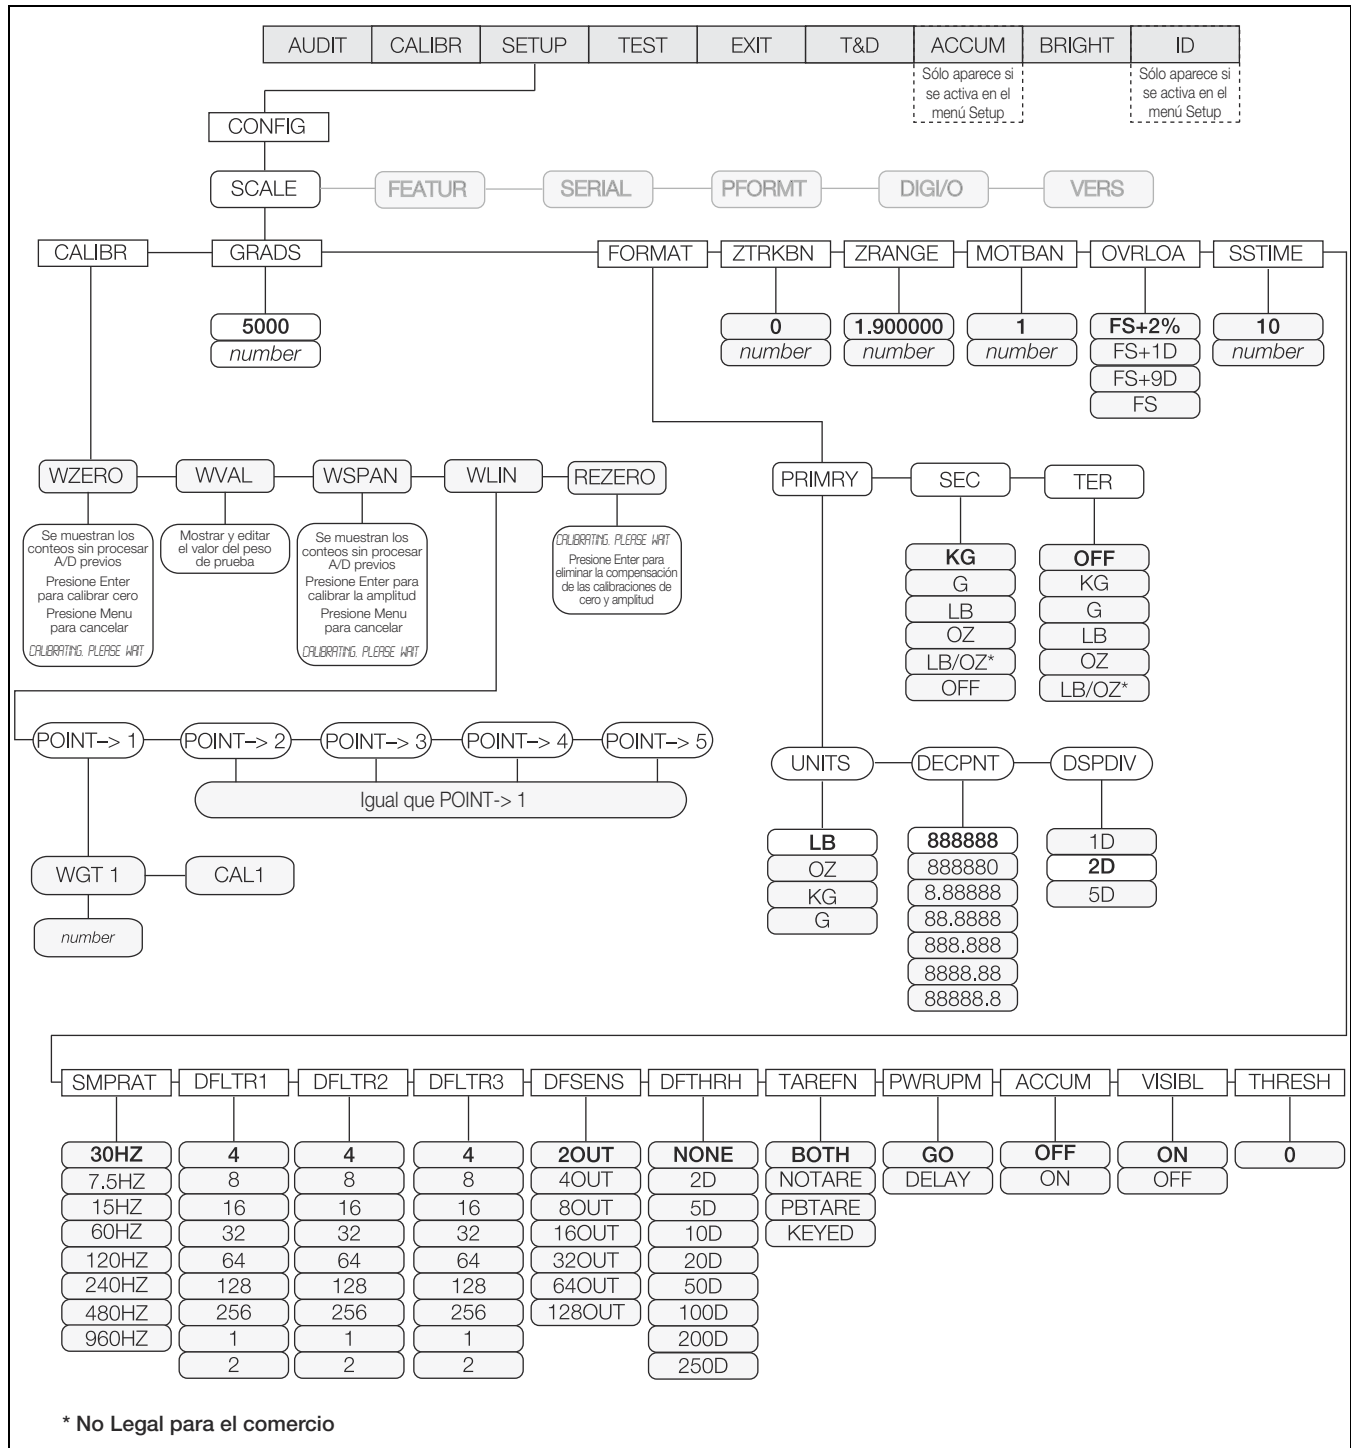 AUDIT CALIBR SETUP TEST EXIT T&D ACCUM BRIGHT ID
Sólo aparece si
se activa en el
menú Setup
Sólo aparece si
se activa en el
menú Setup
CONFIG
SCALE FEATUR SERIAL PFORMT DIGI/O VERS
CALIBR GRADS FORMAT ZTRKBN ZRANGE MOTBAN OVRLOA SSTIME
5000
number
0
number
1.900000
number
1
number
FS+2%
FS+1D
FS+9D
FS
10
number
WZERO WVAL WSPAN WLIN REZERO
Se muestran los
conteos sin procesar
A/D previos
Presione Enter
para calibrar cero
Presione Menu
para cancelar
CALIBRATING. PLEASE WAIT
Mostrar y editar
el valor del peso
de prueba
Se muestran los
conteos sin procesar
A/D previos
Presione Enter para
calibrar la amplitud
Presione Menu
para cancelar
CALIBRATING. PLEASE WAIT
CALIBRATING. PLEASE WAIT
Presione Enter para
eliminar la compensación
de las calibraciones de
cero y amplitud
PRIMRY SEC TER
KG
G
LB
OZ
LB/OZ*
OFF
OFF
KG
G
LB
OZ
LB/OZ*
POINT–> 1 POINT–> 2 POINT–> 3 POINT–> 4 POINT–> 5
Igual que POINT-> 1
WGT 1 CAL1
number
UNITS DECPNT DSPDIV
LB
OZ
KG
G
888888
888880
8.88888
88.8888
888.888
8888.88
88888.8
1D
2D
5D
SMPRAT DFLTR1 DFLTR2 DFLTR3 DFSENS DFTHRH TAREFN PWRUPM ACCUM VISIBL THRESH
30HZ
7.5HZ
15HZ
60HZ
120HZ
240HZ
480HZ
960HZ
4
8
16
32
64
128
256
1
2
4
8
16
32
64
128
256
1
2
4
8
16
32
64
128
256
1
2
2OUT
4OUT
8OUT
16OUT
32OUT
64OUT
128OUT
NONE
2D
5D
10D
20D
50D
100D
200D
250D
BOTH
NOTARE
PBTARE
KEYED
GO
DELAY
OFF
ON
ON
OFF
0
* No Legal para el comercio